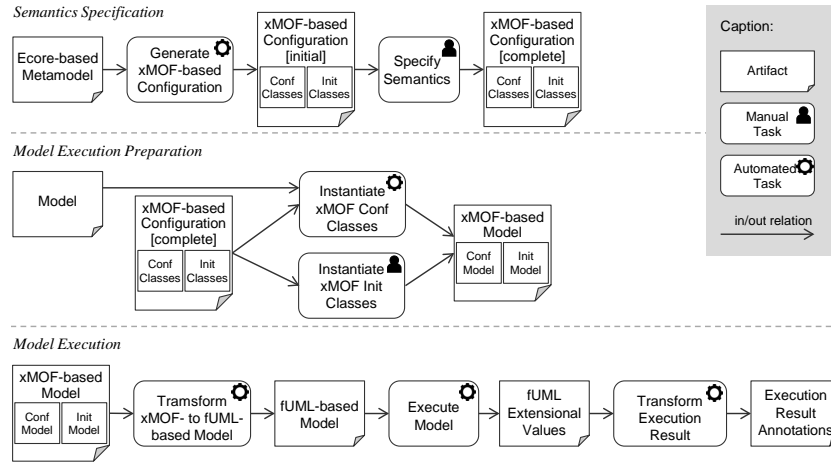 Semantics Specification
Ecore-based
Metamodel
Generate
xMOF-based
Configuration
xMOF-based
Configuration
[initial]
Conf
Classes
Init
Classes
Specify
Semantics
xMOF-based
Configuration
[complete]
Conf
Classes
Init
Classes
Caption:
Artifact
Manual
Task
Automated
Task
in/out relation
Model Execution Preparation
Model
xMOF-based
Configuration
[complete]
Conf
Classes
Init
Classes
Instantiate
xMOF Conf
Classes
Instantiate
xMOF Init
Classes
xMOF-based
Model
Conf
Model
Init
Model
Model Execution
xMOF-based
Model
Conf
Model
Init
Model
Transform
xMOF- to fUML-
based Model
fUML-based
Model
Execute
Model
fUML
Extensional
Values
Transform
Execution
Result
Execution
Result
Annotations